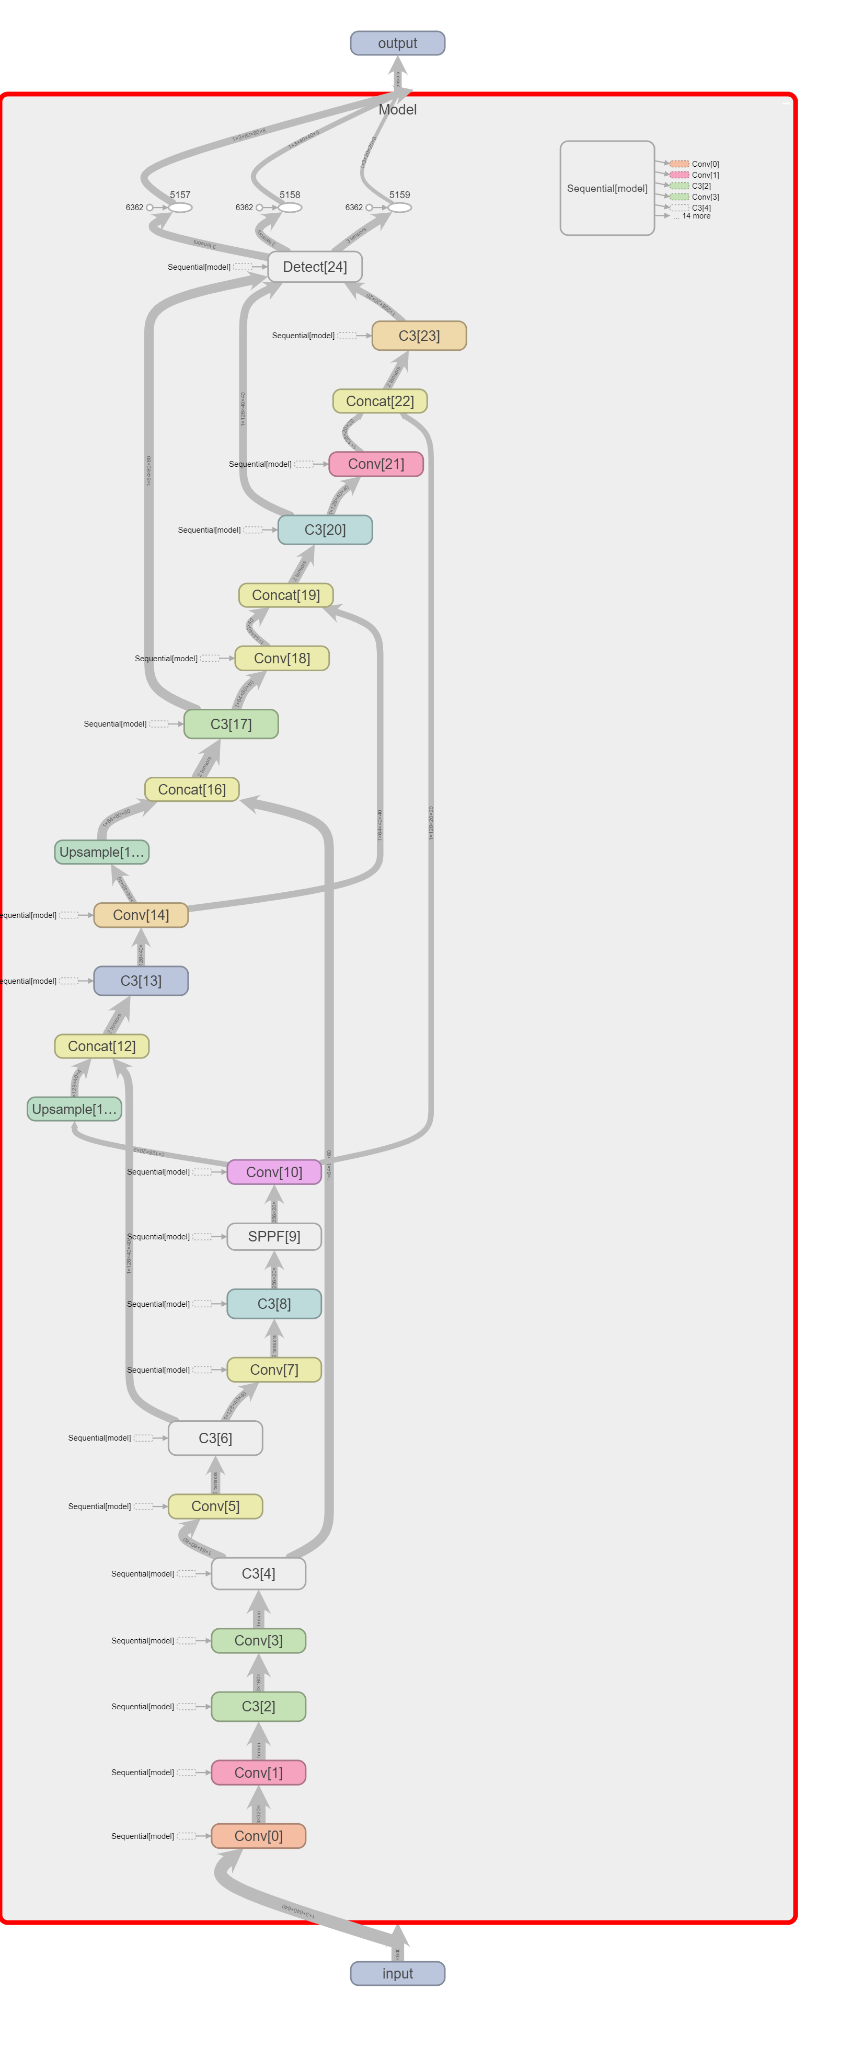 output
Model
5157
5158
5159
6362
6362
6362
Sequential[model]
Conv[0]
Conv[1]
C3[2]
Conv[3]
C3[4]
... 14 more
Sequential[model]
Detect[24]
Sequential[model]
C3[23]
Concat[22]
Sequential[model]
Conv[21]
Sequential[model]
C3[20]
Concat[19]
Sequential[model]
Conv[18]
Sequential[model]
C3[17]
Concat[16]
Upsample[1...
equential[model]
Conv[14]
equential[model]
C3[13]
Concat[12]
Upsample[1...
Sequential[model]
Conv[10]
Sequential[model]
SPPF[9]
Sequential[model]
C3[8]
Sequential[model]
Conv[7]
Sequential[model]
C3[6]
Sequential[model]
Conv[5]
Sequential[model]
C3[4]
Sequential[model]
Conv[3]
Sequential[model]
C3[2]
Sequential[model]
Conv[1]
Sequential[model]
Conv[0]
input